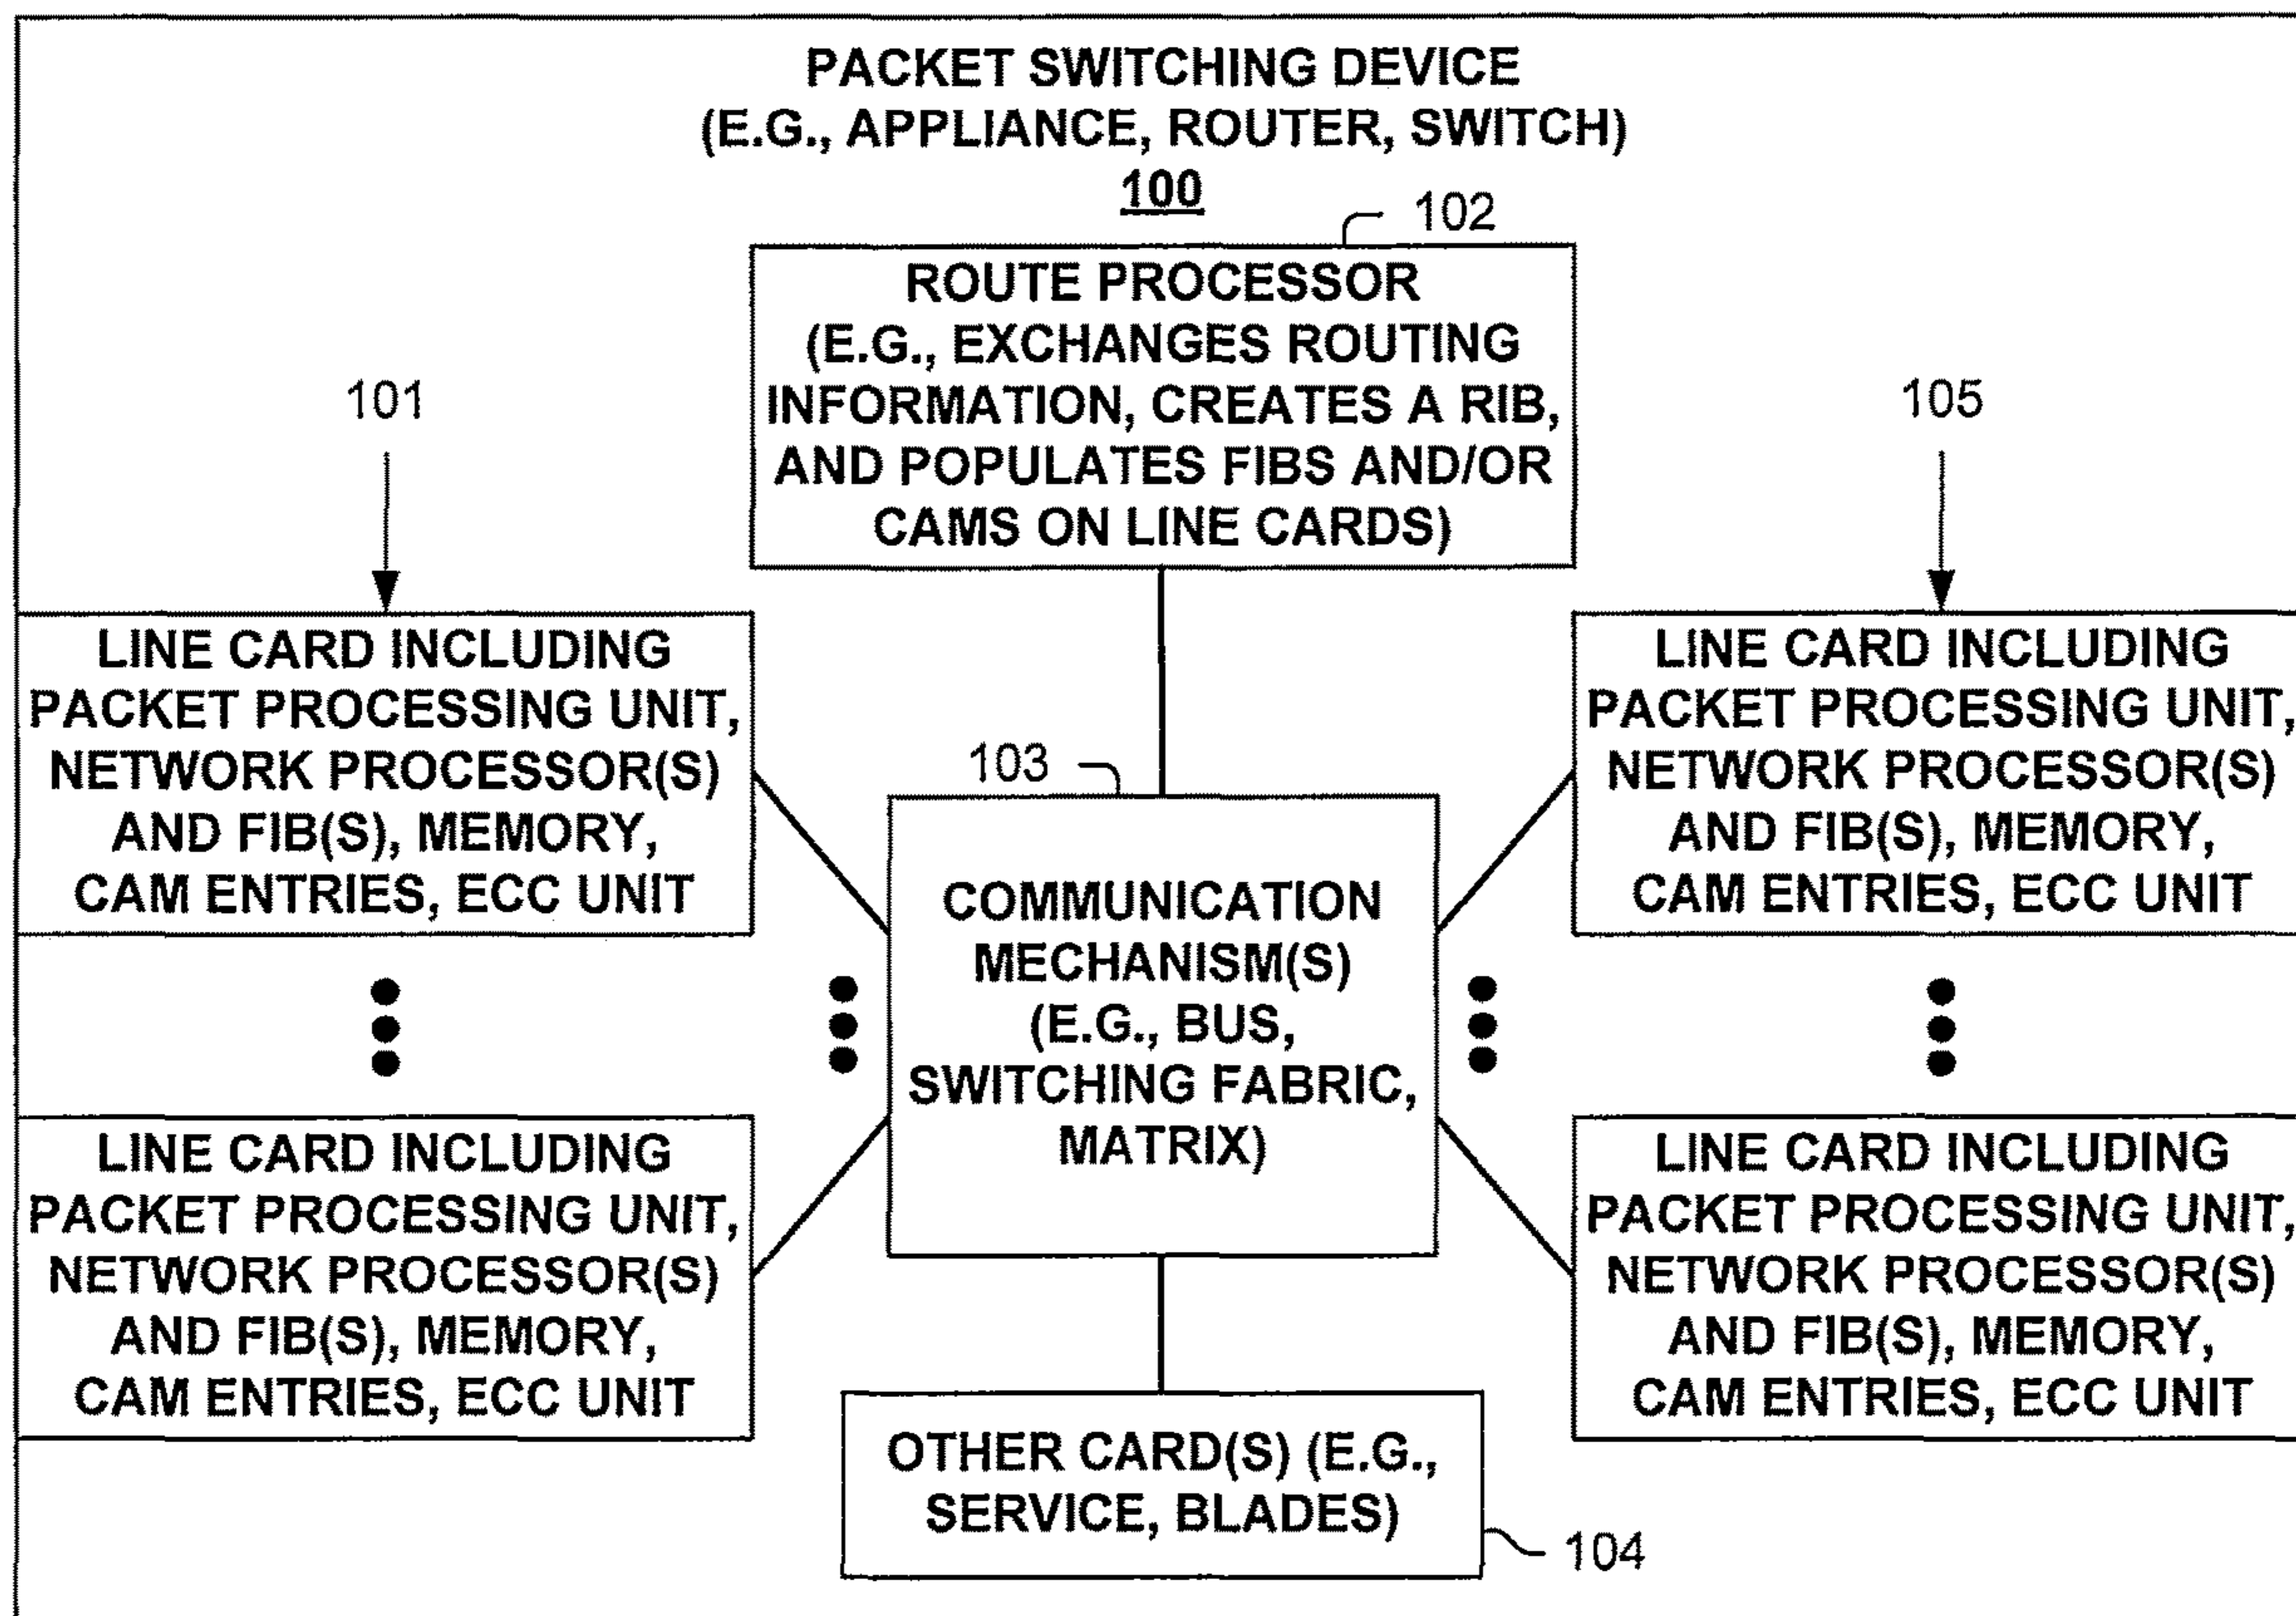 PACKET SWITCHING DEVICE
(E.G., APPLIANCE, ROUTER, SWITCH)
100
102
ROUTE PROCESSOR
(E.G., EXCHANGES ROUTING
INFORMATION, CREATES A RIB,
AND POPULATES FIBS AND/OR
CAMS ON LINE CARDS)
101
105
LINE CARD INCLUDING
PACKET PROCESSING UNIT,
NETWORK PROCESSOR(S)
AND FIB(S), MEMORY,
CAM ENTRIES, ECC UNIT
LINE CARD INCLUDING
PACKET PROCESSING UNIT,
NETWORK PROCESSOR(S)
AND FIB(S), MEMORY,
CAM ENTRIES, ECC UNIT
103
COMMUNICATION
MECHANISM(S)
(E.G., BUS,
SWITCHING FABRIC,
MATRIX)
LINE CARD INCLUDING
PACKET PROCESSING UNIT,
NETWORK PROCESSOR(S)
AND FIB(S), MEMORY,
CAM ENTRIES, ECC UNIT
LINE CARD INCLUDING
PACKET PROCESSING UNIT,
NETWORK PROCESSOR(S)
AND FIB(S), MEMORY,
CAM ENTRIES, ECC UNIT
OTHER CARD(S) (E.G.,
SERVICE, BLADES)
104